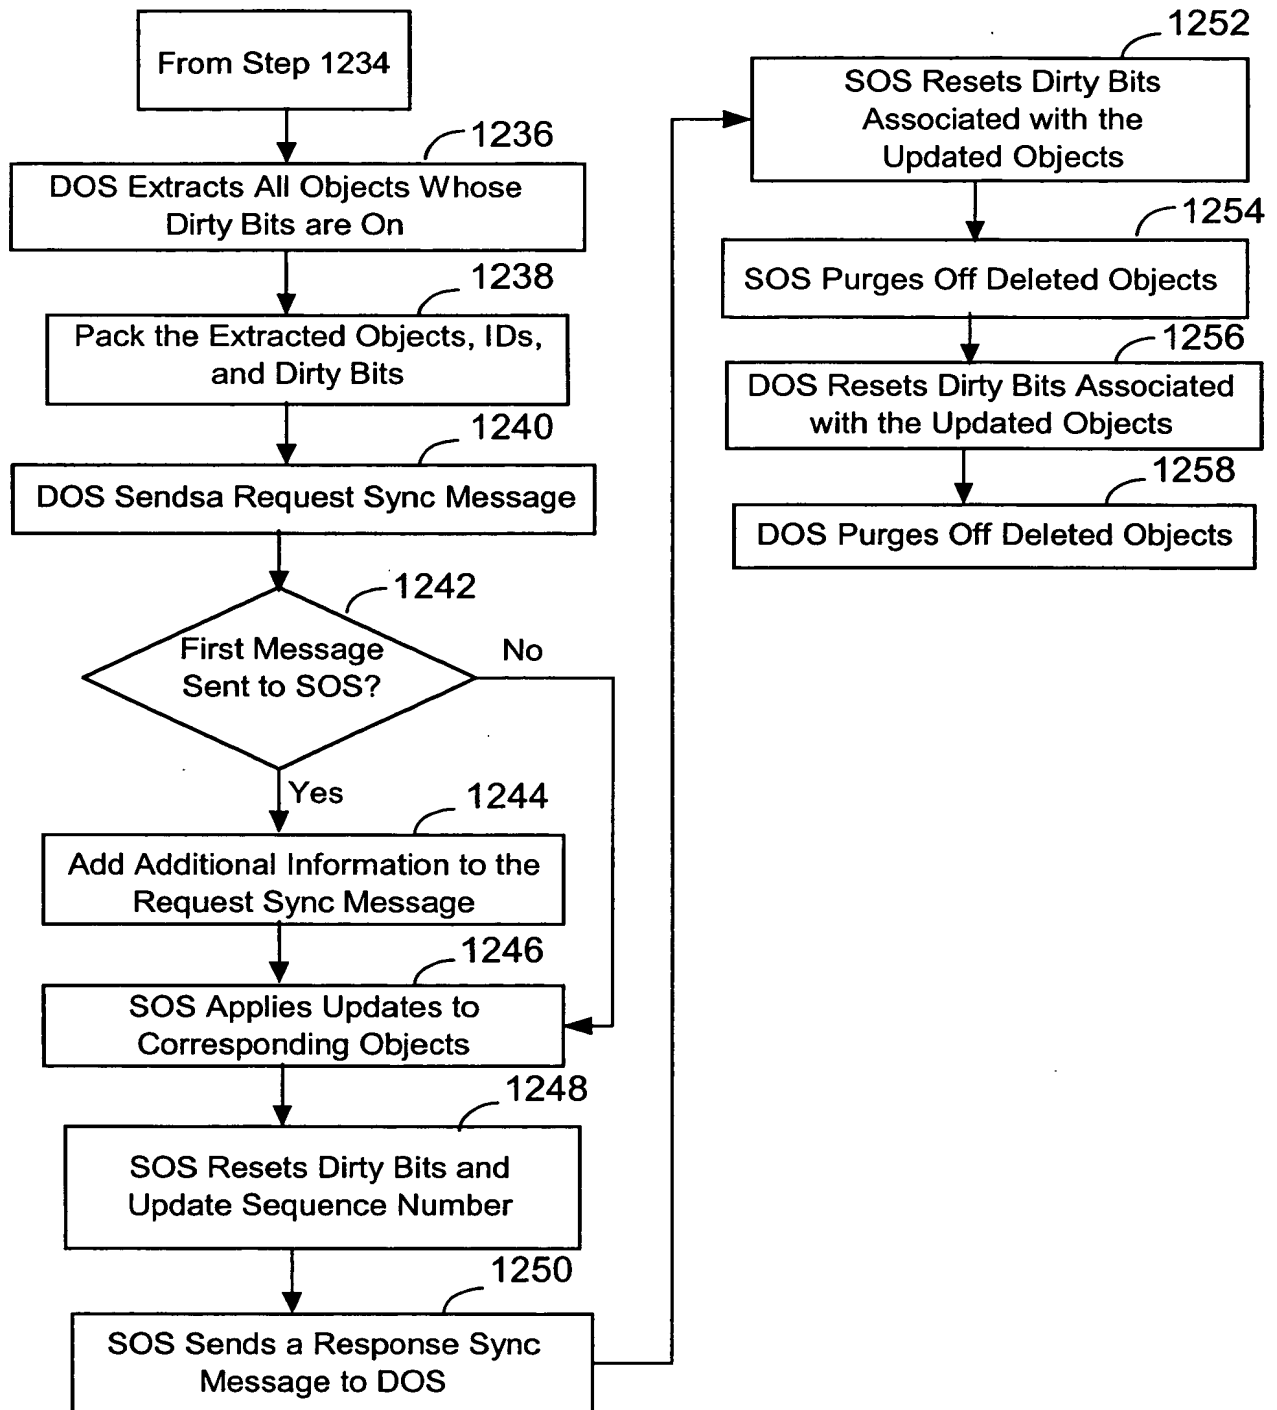 From Step 1234
1236
DOS Extracts All Objects Whose
Dirty Bits are On
1238
Pack the Extracted Objects, IDs,
and Dirty Bits
1240
DOS Sendsa Request Sync Message
1242
First Message
Sent to SOS?
No
Yes
1244
Add Additional Information to the
Request Sync Message
1246
SOS Applies Updates to
Corresponding Objects
1248
SOS Resets Dirty Bits and
Update Sequence Number
1250
SOS Sends a Response Sync
Message to DOS
1252
SOS Resets Dirty Bits
Associated with the
Updated Objects
1254
SOS Purges Off Deleted Objects
1256
DOS Resets Dirty Bits Associated
with the Updated Objects
1258
DOS Purges Off Deleted Objects